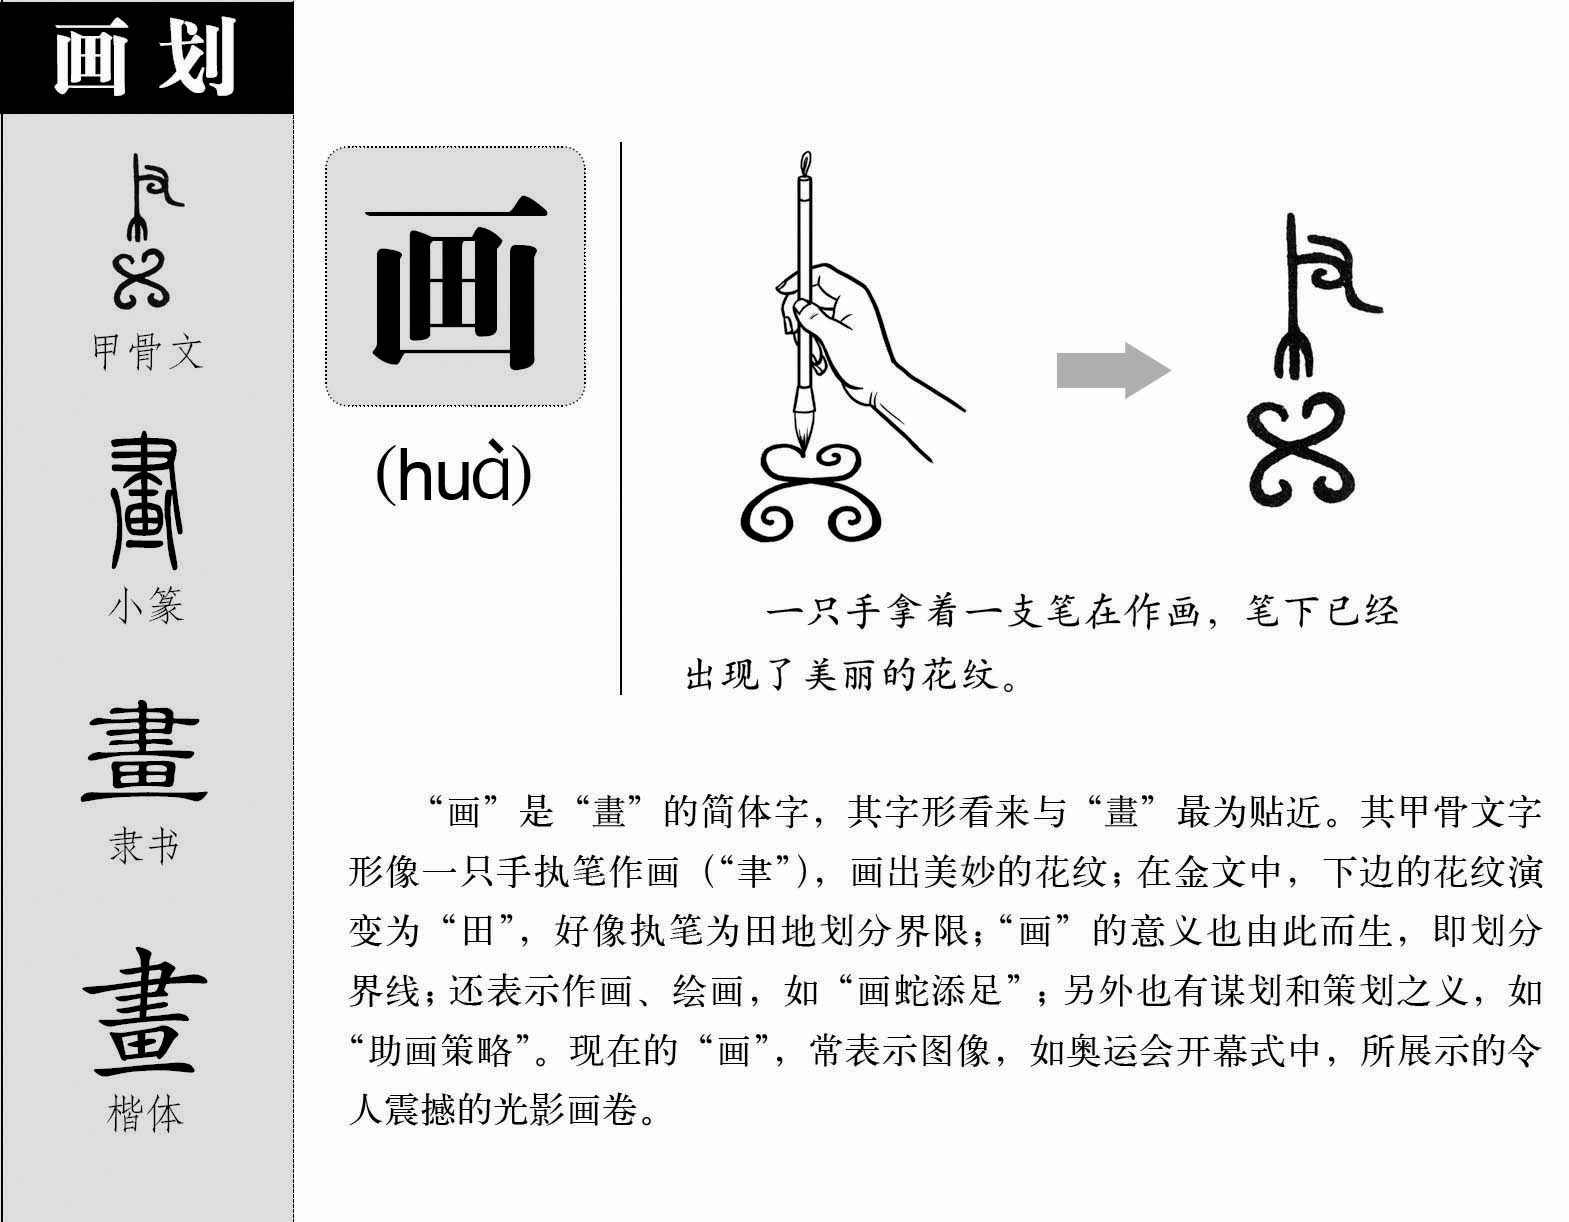 画 划
甲骨文
畫
小篆
畫
隶书
畫
楷体
画
(huà)
一只手拿着一支笔在作画，笔下已经
出现了美丽的花纹。
“画”是“畫”的简体字，其字形看来与“畫”最为贴近。其甲骨文字
形像一只手执笔作画（“聿”），画出美妙的花纹；在金文中，下边的花纹演
变为“田”，好像执笔为田地划分界限；“画”的意义也由此而生，即划分
界线；还表示作画、绘画，如“画蛇添足”；另外也有谋划和策划之义，如
“助画策略”。现在的“画”，常表示图像，如奥运会开幕式中，所展示的令
人震撼的光影画卷。